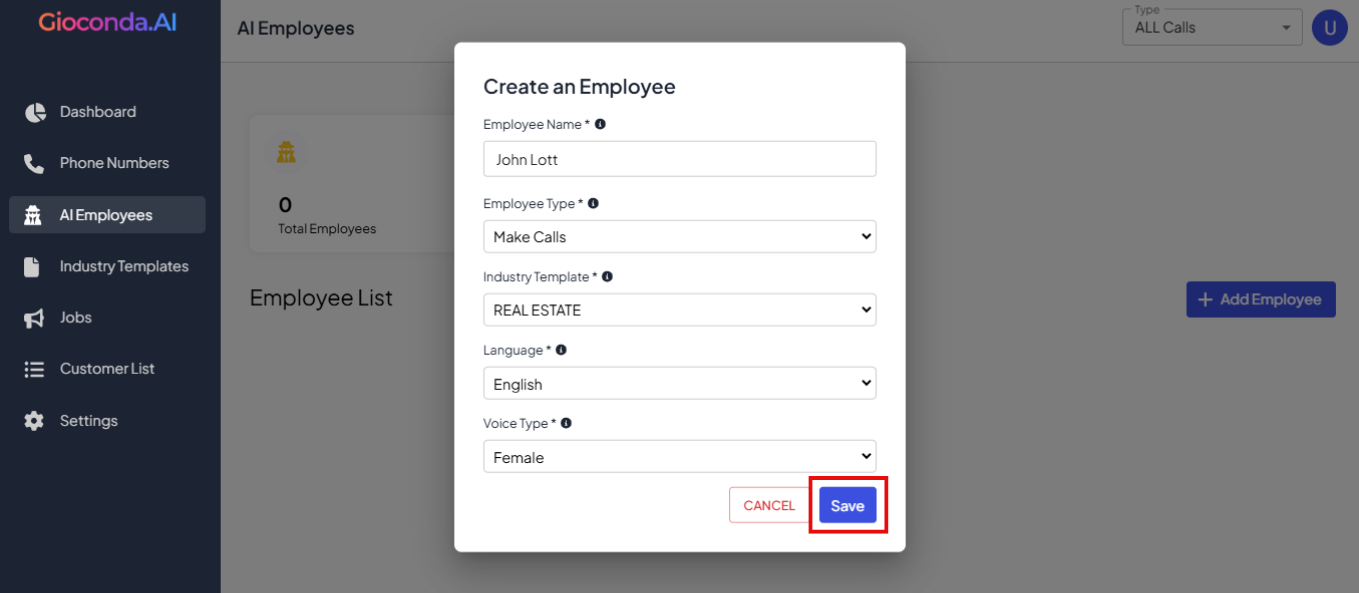 Gioconda.AI
Dashboard
Phone Numbers
AI Employees
Industry Templates
Jobs
Customer List
Settings
AI Employees
Type
ALL Calls
U
0
Total Employees
Employee List
+ Add Employee
Create an Employee
Employee Name *
John Lott
Employee Type *
Make Calls
Industry Template *
REAL ESTATE
Language *
English
Voice Type *
Female
CANCEL
Save